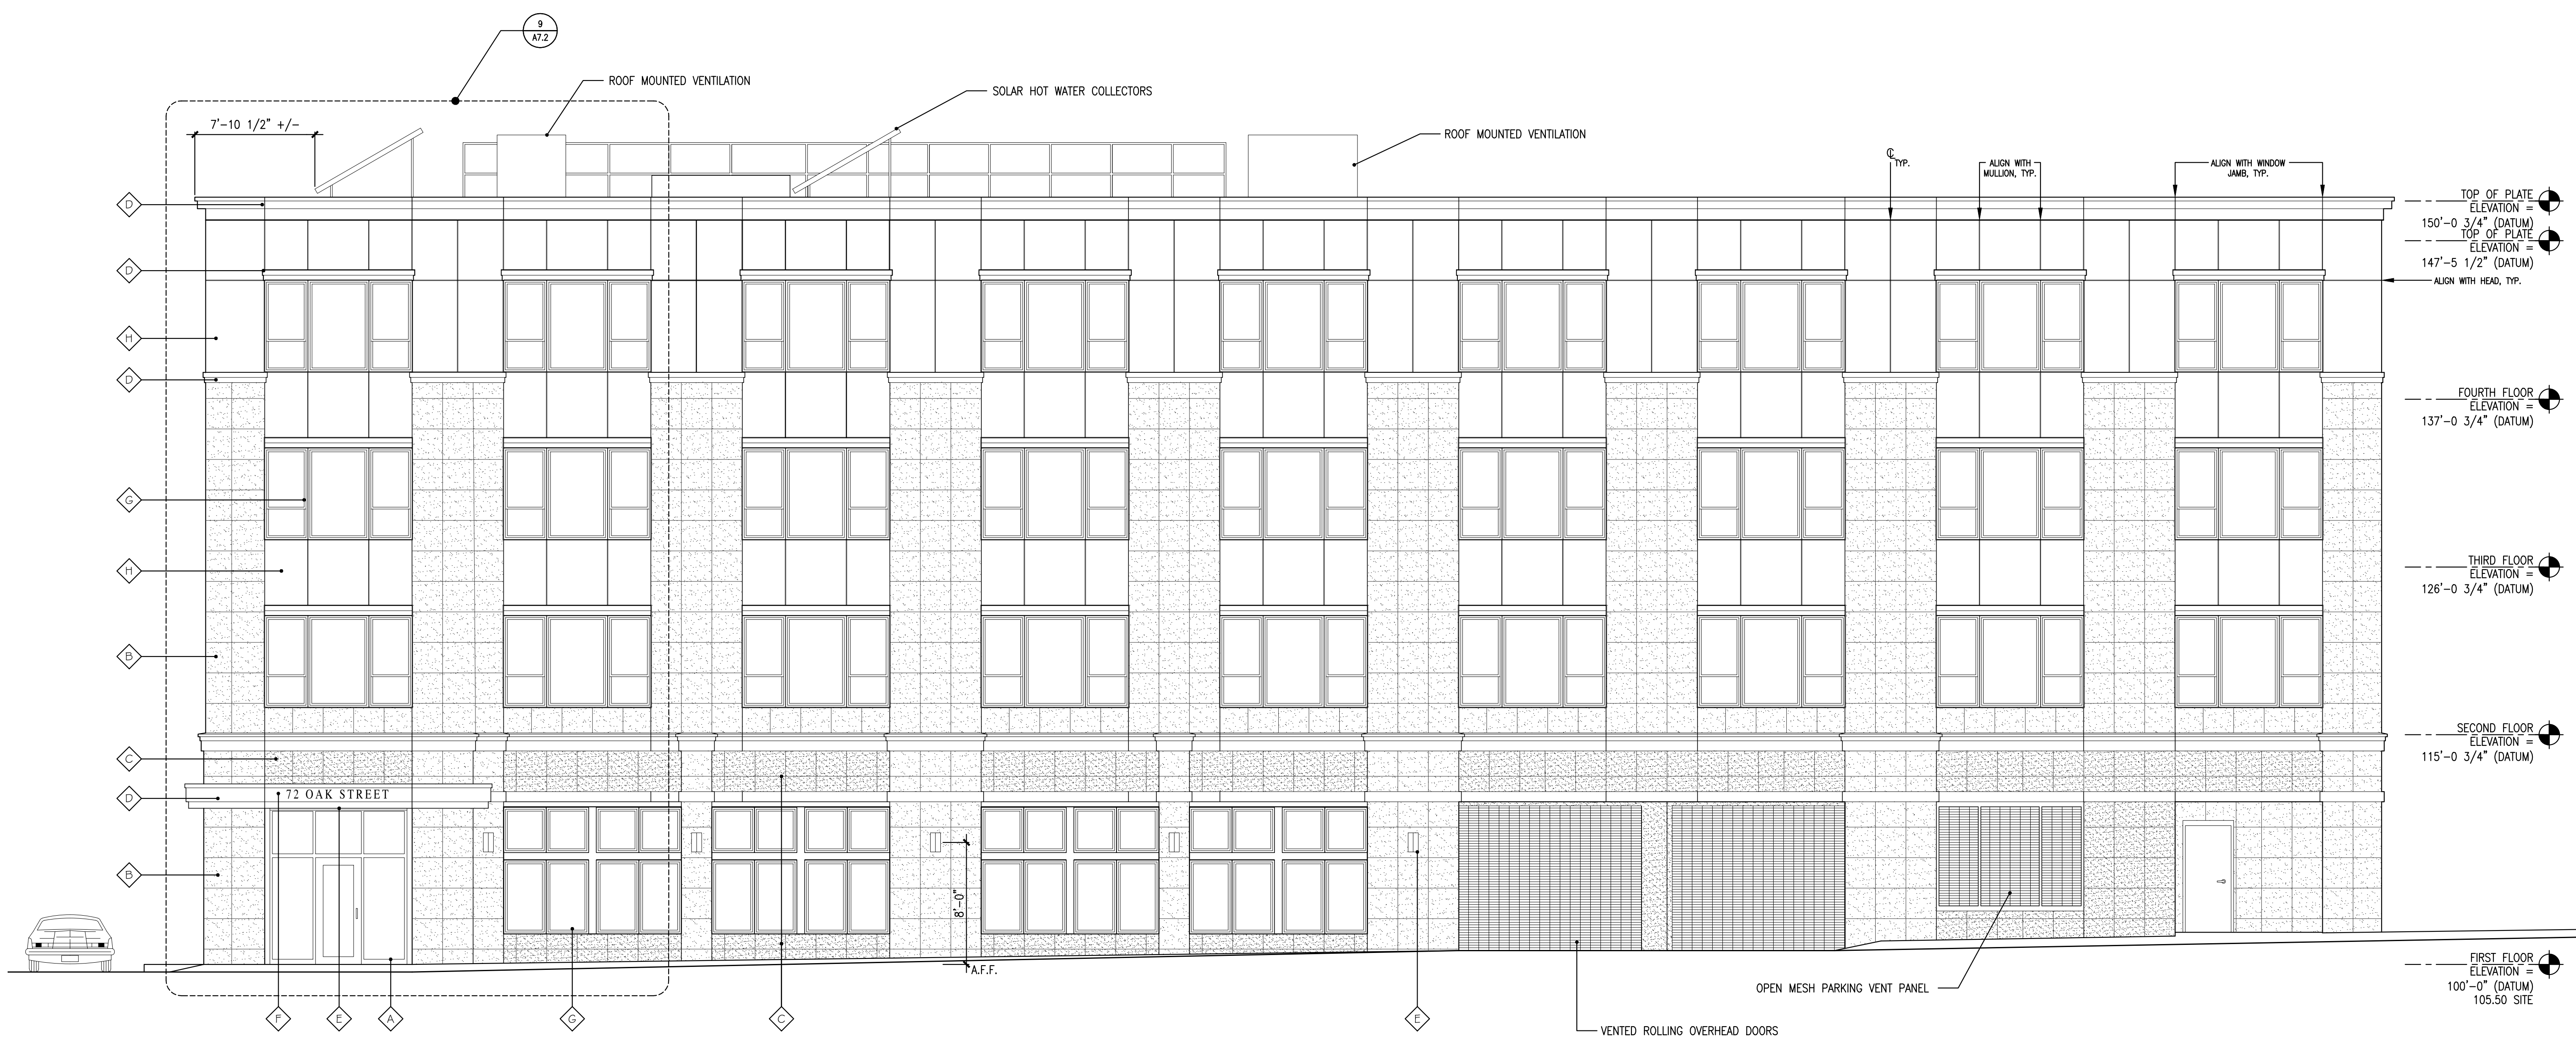 9
A7.2
ROOF MOUNTED VENTILATION
SOLAR HOT WATER COLLECTORS
7'-10 1/2" +/-
ROOF MOUNTED VENTILATION
℄
TYP.
ALIGN WITH
MULLION, TYP.
ALIGN WITH WINDOW
JAMB, TYP.
TOP OF PLATE
ELEVATION =
150'-0 3/4" (DATUM)
TOP OF PLATE
ELEVATION =
147'-5 1/2" (DATUM)
ALIGN WITH HEAD, TYP.
D
D
H
D
FOURTH FLOOR
ELEVATION =
137'-0 3/4" (DATUM)
G
H
THIRD FLOOR
ELEVATION =
126'-0 3/4" (DATUM)
B
SECOND FLOOR
ELEVATION =
115'-0 3/4" (DATUM)
C
D
72 OAK STREET
B
8'-0"
A.F.F.
FIRST FLOOR
ELEVATION =
100'-0" (DATUM)
105.50 SITE
OPEN MESH PARKING VENT PANEL
F
E
A
G
C
E
VENTED ROLLING OVERHEAD DOORS